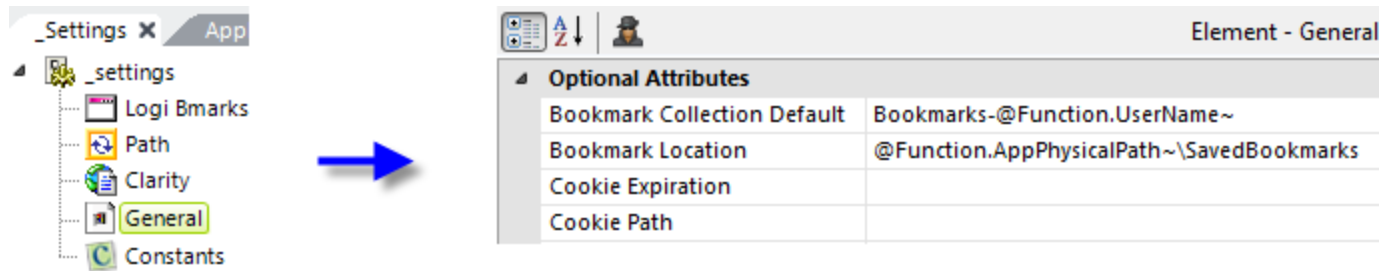 _Settings App
_settings
Logi Bmarks
Path
Clarity
General
Constants
Element - General
Optional Attributes
Bookmark Collection Default Bookmarks-@Function.UserName~
Bookmark Location @Function.AppPhysicalPath~\SavedBookmarks
Cookie Expiration
Cookie Path